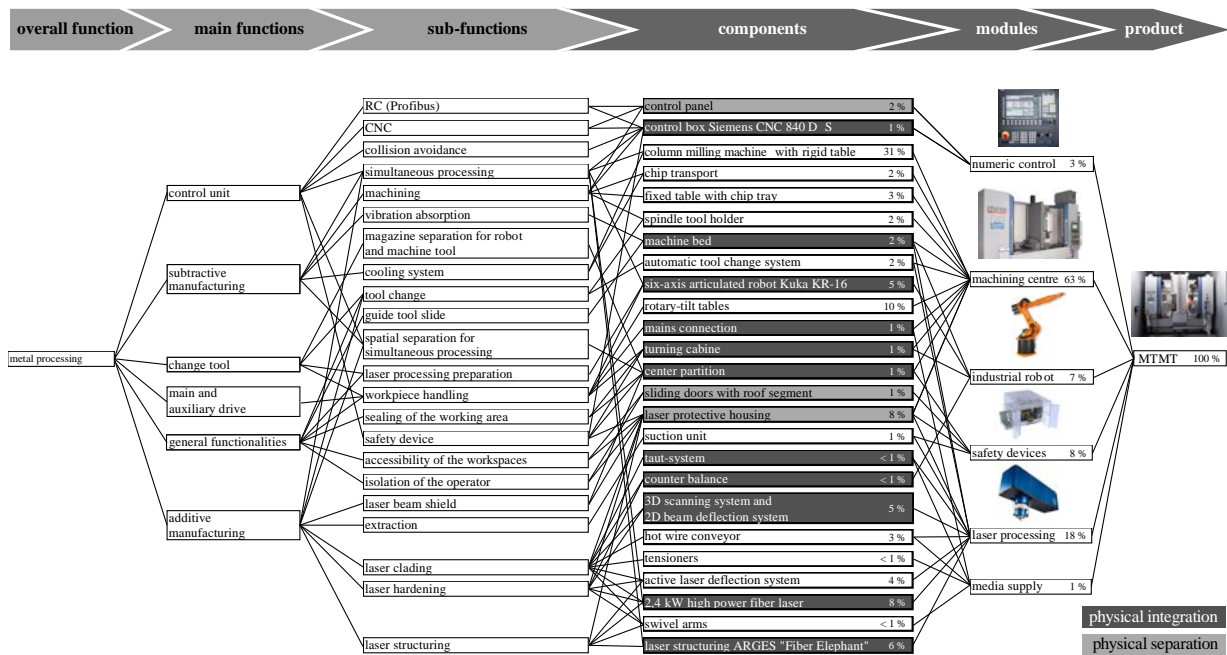 overall function
main functions
sub-functions
components
modules
product
metal processing
control unit
subtractive
manufacturing
change tool
main and
auxiliary drive
general functionalities
additive
manufacturing
RC (Profibus)
CNC
collision avoidance
simultaneous processing
machining
vibration absorption
magazine separation for robot
and machine tool
cooling system
tool change
guide tool slide
spatial separation for
simultaneous processing
laser processing preparation
workpiece handling
sealing of the working area
safety device
accessibility of the workspaces
isolation of the operator
laser beam shield
extraction
laser clading
laser hardening
laser structuring
control panel 2 %
control box Siemens CNC 840 D S 1 %
column milling machine with rigid table 31 %
chip transport 2 %
fixed table with chip tray 3 %
spindle tool holder 2 %
machine bed 2 %
automatic tool change system 2 %
six-axis articulated robot Kuka KR-16 5 %
rotary-tilt tables 10 %
mains connection 1 %
turning cabine 1 %
center partition 1 %
sliding doors with roof segment 1 %
laser protective housing 8 %
suction unit 1 %
taut-system < 1 %
counter balance < 1 %
3D scanning system and
2D beam deflection system 5 %
hot wire conveyor 3 %
tensioners < 1 %
active laser deflection system 4 %
2,4 kW high power fiber laser 8 %
swivel arms < 1 %
laser structuring ARGES "Fiber Elephant" 6 %
numeric control 3 %
machining centre 63 %
industrial robot 7 %
safety devices 8 %
laser processing 18 %
media supply 1 %
MTMT 100 %
physical integration
physical separation